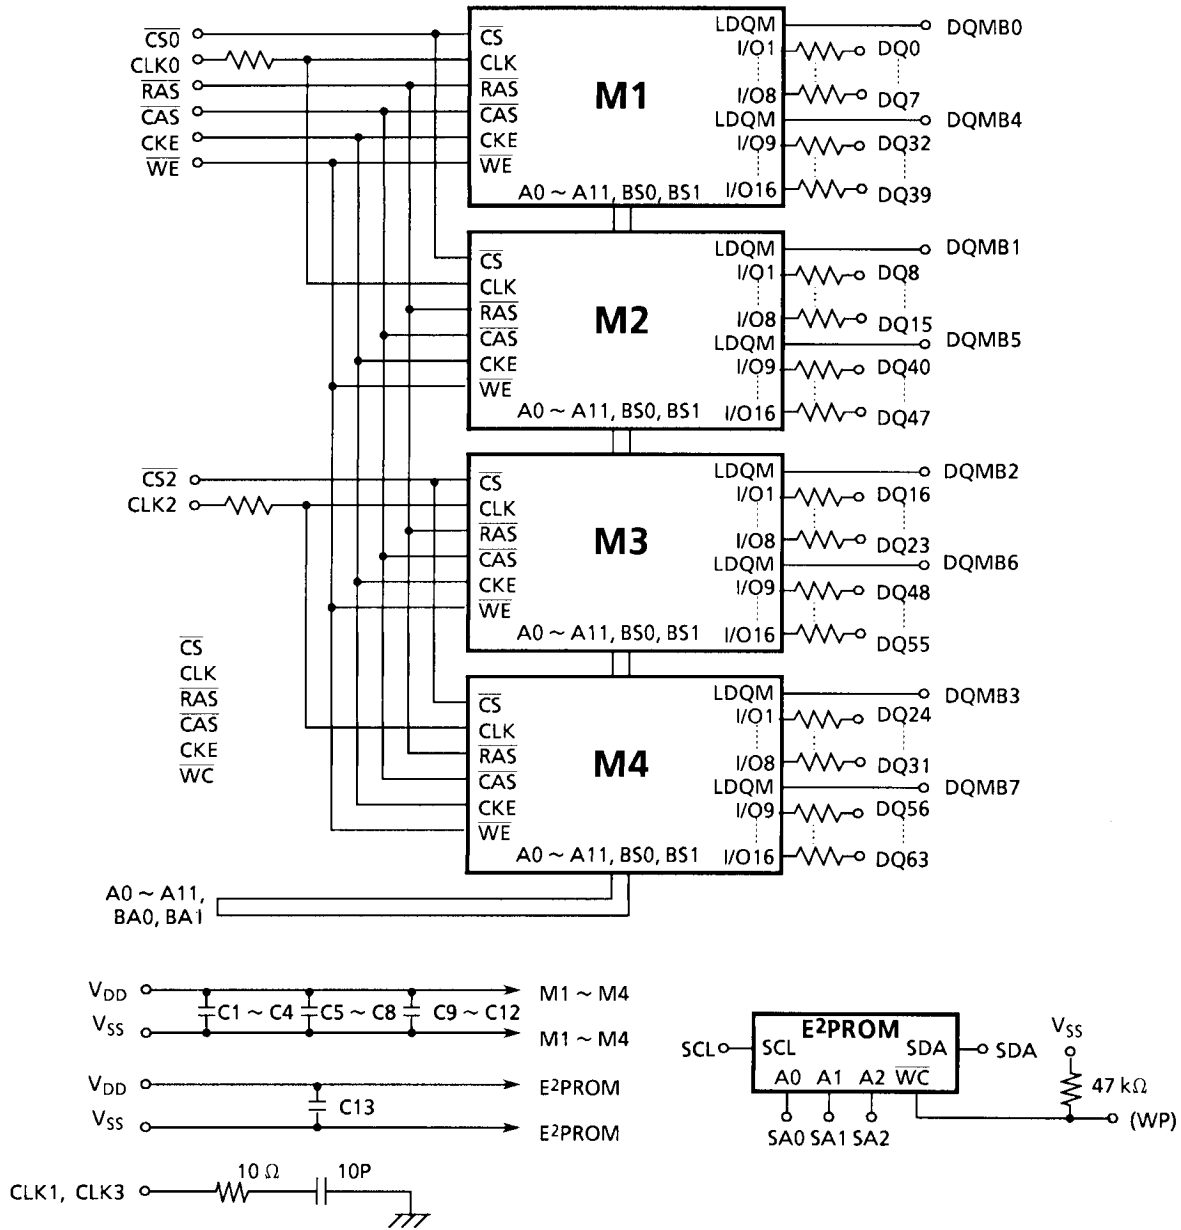 CS0
CLK0
RAS
CAS
CKE
WE
CS
CLK
RAS
CAS
CKE
WE
M1
A0 ~ A11, BS0, BS1
LDQM
I/O1
I/O8
LDQM
I/O9
I/O16
DQMB0
DQ0
DQ7
DQMB4
DQ32
DQ39
CS
CLK
RAS
CAS
CKE
WE
M2
A0 ~ A11, BS0, BS1
LDQM
I/O1
I/O8
LDQM
I/O9
I/O16
DQMB1
DQ8
DQ15
DQMB5
DQ40
DQ47
CS2
CLK2
CS
CLK
RAS
CAS
CKE
WE
M3
A0 ~ A11, BS0, BS1
LDQM
I/O1
I/O8
LDQM
I/O9
I/O16
DQMB2
DQ16
DQ23
DQMB6
DQ48
DQ55
CS
CLK
RAS
CAS
CKE
WC
CS
CLK
RAS
CAS
CKE
WE
M4
A0 ~ A11, BS0, BS1
LDQM
I/O1
I/O8
LDQM
I/O9
I/O16
DQMB3
DQ24
DQ31
DQMB7
DQ56
DQ63
A0 ~ A11,
BA0, BA1
VDD
C1 ~ C4 C5 ~ C8 C9 ~ C12
M1 ~ M4
VSS
M1 ~ M4
VDD
E²PROM
C13
VSS
E²PROM
CLK1, CLK3
10 Ω
10P
E²PROM
SCL
SCL
SDA
SDA
A0 A1 A2 WC
SA0 SA1 SA2
VSS
47 kΩ
(WP)